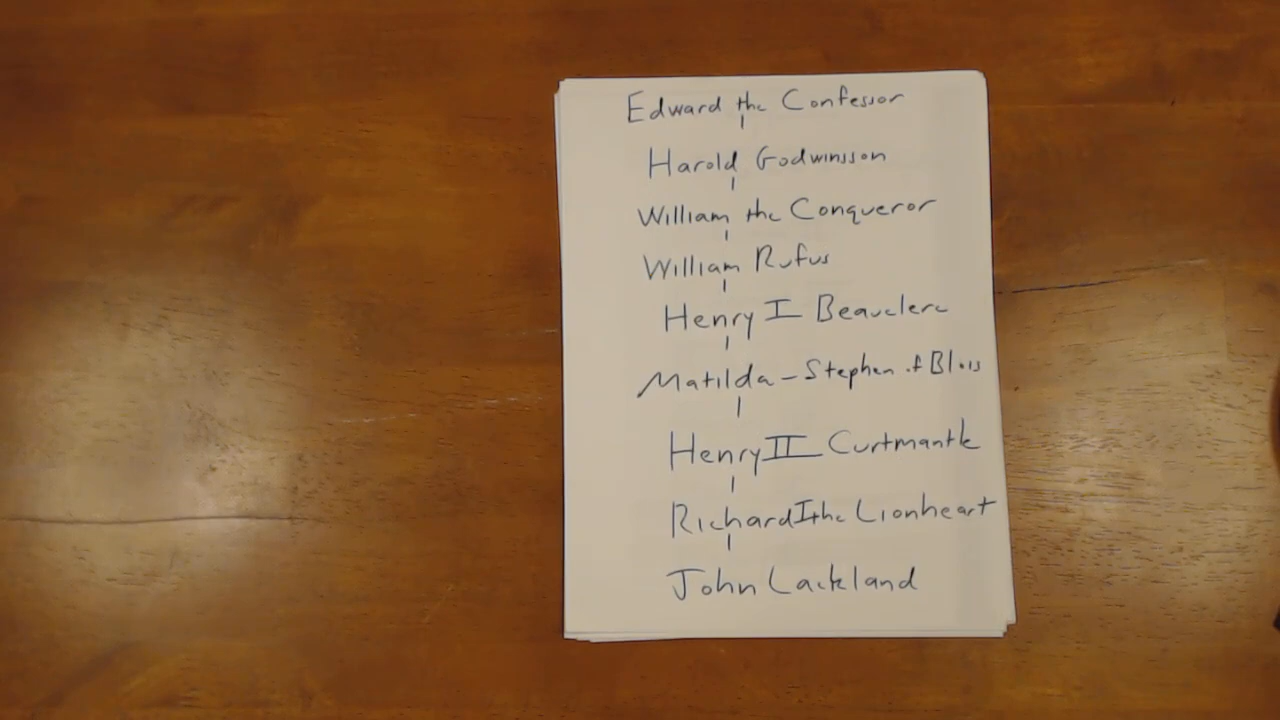 Edward the Confessor
Harold Godwinsson
William the Conqueror
William Rufus
Henry I Beauclerc
Matilda - Stephen of Blois
Henry II Curtmantle
Richard I the Lionheart
John Lackland